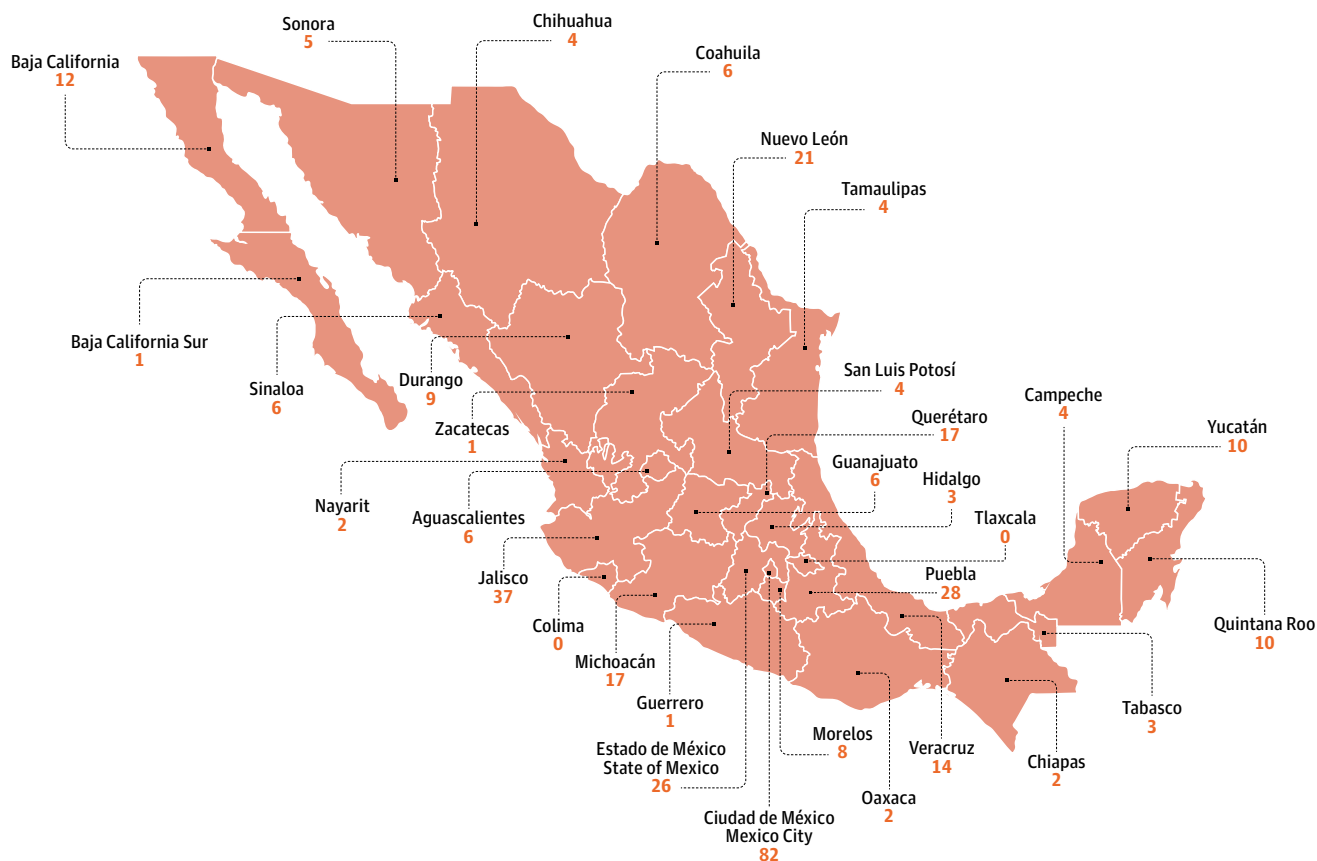 Sonora
5
Chihuahua
4
Coahuila
6
Baja California
12
Nuevo León
21
Tamaulipas
4
Baja California Sur
1
Sinaloa
6
Durango
9
Zacatecas
1
San Luis Potosí
4
Querétaro
17
Campeche
4
Yucatán
10
Guanajuato
6
Hidalgo
3
Nayarit
2
Aguascalientes
6
Tlaxcala
0
Jalisco
37
Puebla
28
Colima
0
Quintana Roo
10
Michoacán
17
Guerrero
1
Tabasco
3
Morelos
8
Veracruz
14
Chiapas
2
Estado de México
State of Mexico
26
Oaxaca
2
Ciudad de México
Mexico City
82